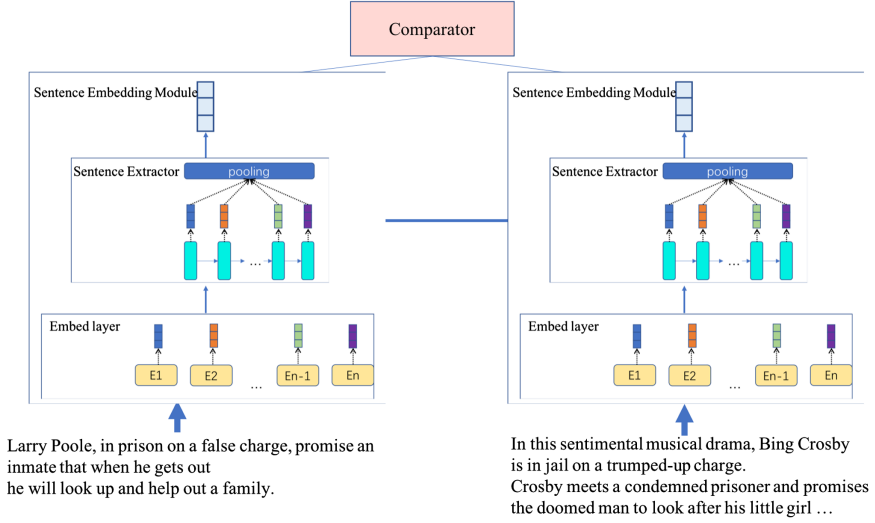 Comparator
Sentence Embedding Module
Sentence Extractor
pooling
...
Embed layer
E1
E2
...
En-1
En
Larry Poole, in prison on a false charge, promise an
inmate that when he gets out
he will look up and help out a family.
Sentence Embedding Module
Sentence Extractor
pooling
...
Embed layer
E1
E2
...
En-1
En
In this sentimental musical drama, Bing Crosby
is in jail on a trumped-up charge.
Crosby meets a condemned prisoner and promises
the doomed man to look after his little girl …